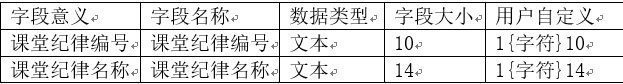 字段意义 字段名称 数据类型 字段大小 用户自定义
课堂纪律编号 课堂纪律编号 文本 10 1{字符}10
课堂纪律名称 课堂纪律名称 文本 14 1{字符}14